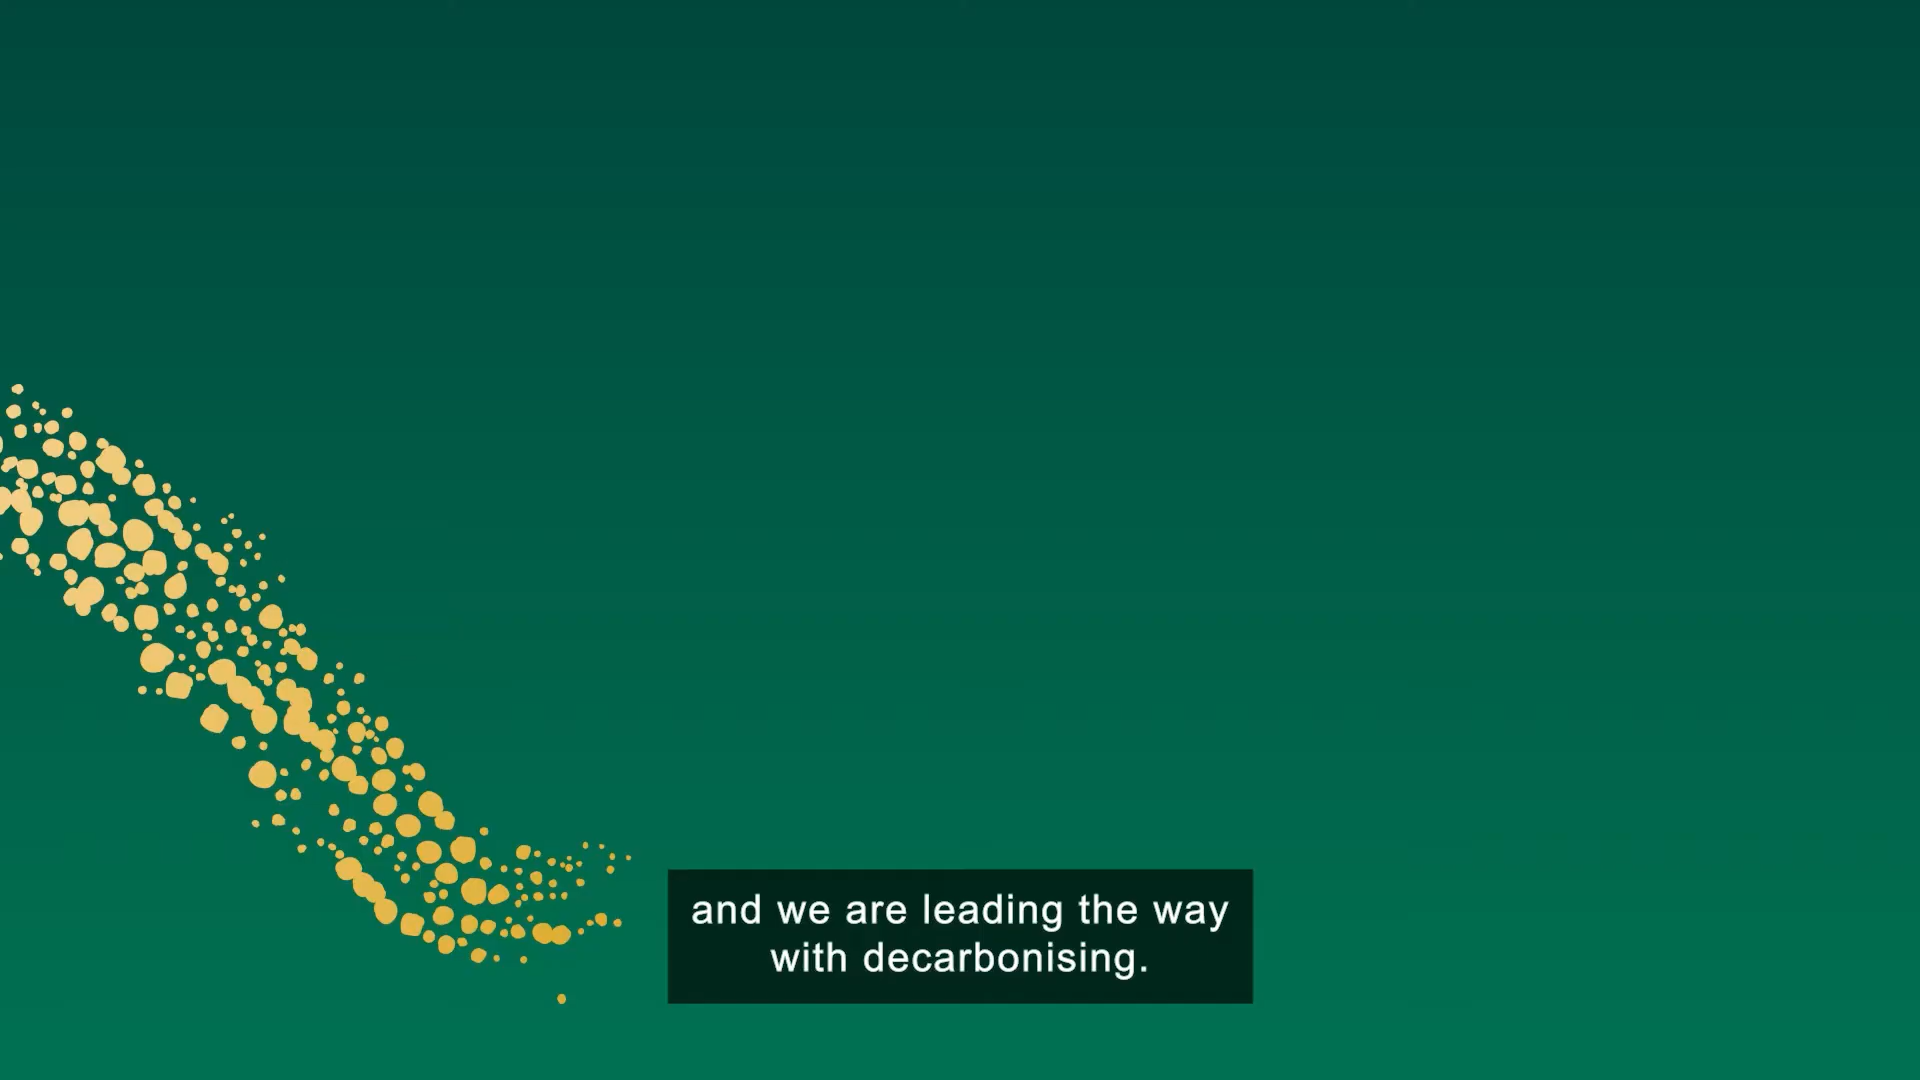 and we are leading the way
with decarbonising.